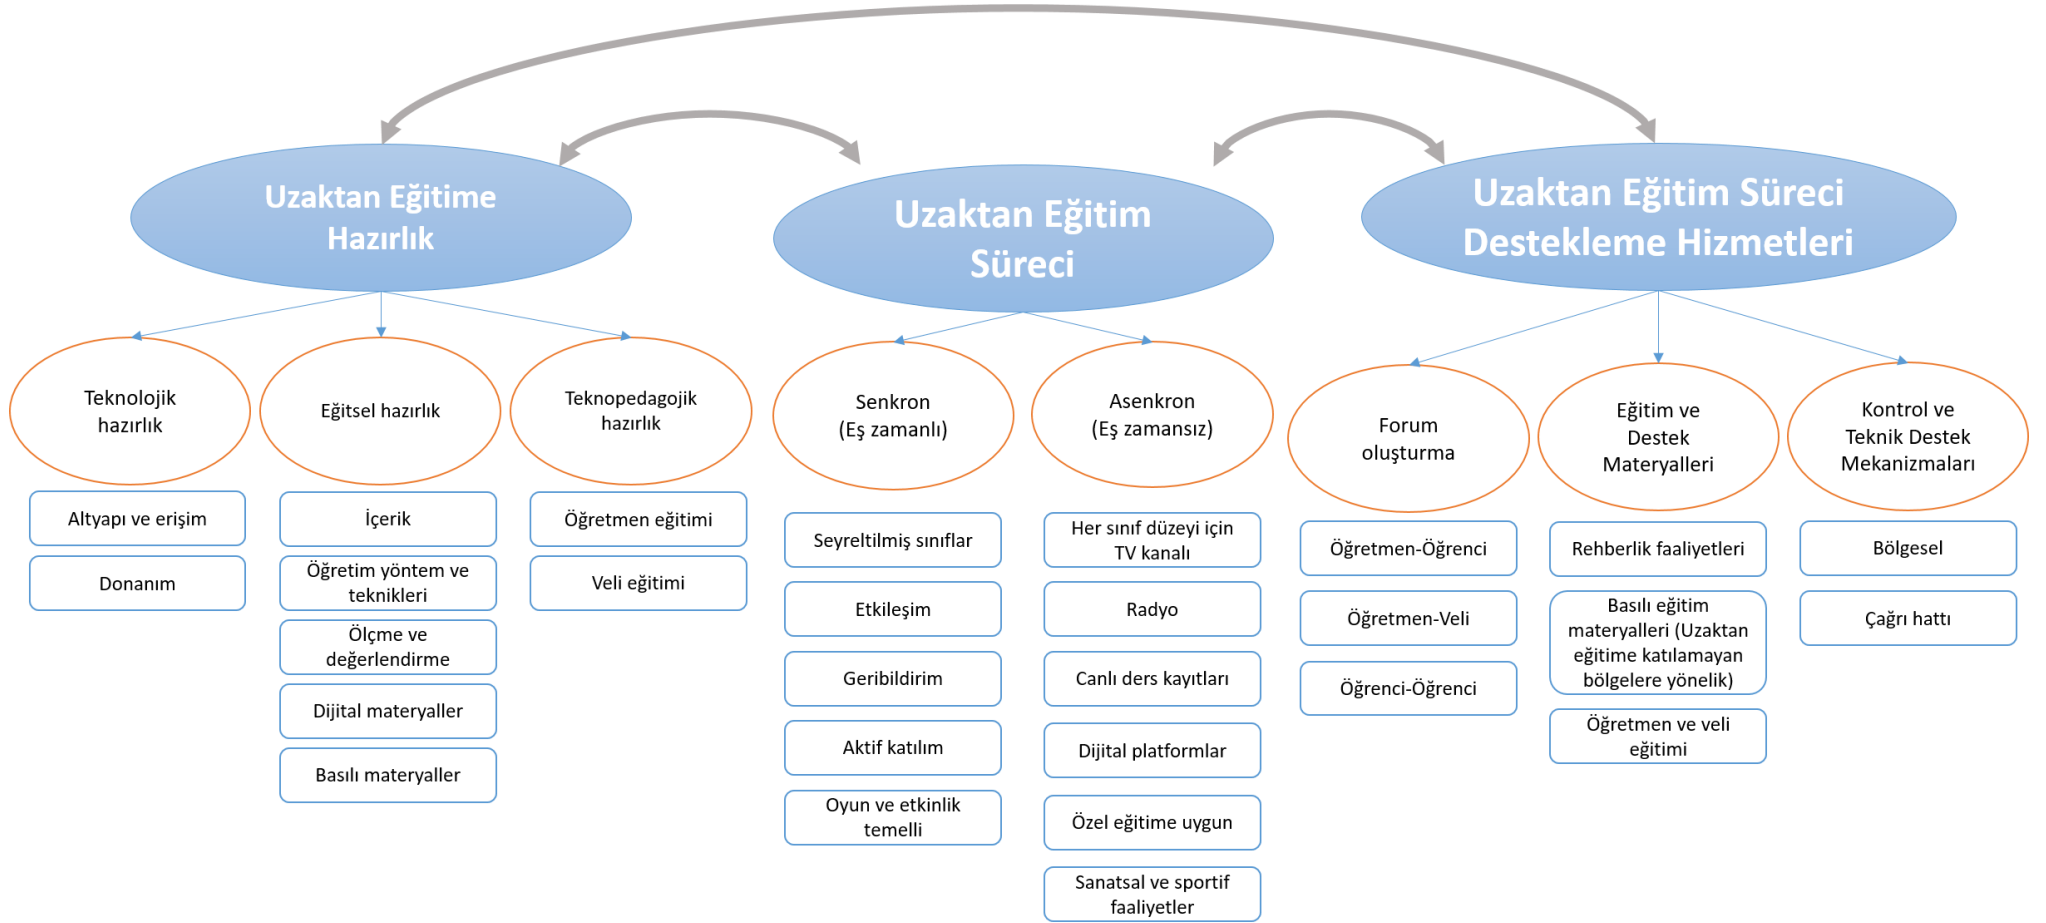 Uzaktan Eğitime
Hazırlık
Uzaktan Eğitim
Süreci
Uzaktan Eğitim Süreci
Destekleme Hizmetleri
Teknolojik
hazırlık
Altyapı ve erişim
Donanım
Eğitsel hazırlık
İçerik
Öğretim yöntem ve
teknikleri
Ölçme ve
değerlendirme
Dijital materyaller
Basılı materyaller
Teknopedagojik
hazırlık
Öğretmen eğitimi
Veli eğitimi
Senkron
(Eş zamanlı)
Seyreltilmiş sınıflar
Etkileşim
Geribildirim
Aktif katılım
Oyun ve etkinlik
temelli
Asenkron
(Eş zamansız)
Her sınıf düzeyi için
TV kanalı
Radyo
Canlı ders kayıtları
Dijital platformlar
Özel eğitime uygun
Sanatsal ve sportif
faaliyetler
Forum
oluşturma
Öğretmen-Öğrenci
Öğretmen-Veli
Öğrenci-Öğrenci
Eğitim ve
Destek
Materyalleri
Rehberlik faaliyetleri
Basılı eğitim
materyalleri (Uzaktan
eğitime katılamayan
bölgelere yönelik)
Öğretmen ve veli
eğitimi
Kontrol ve
Teknik Destek
Mekanizmaları
Bölgesel
Çağrı hattı